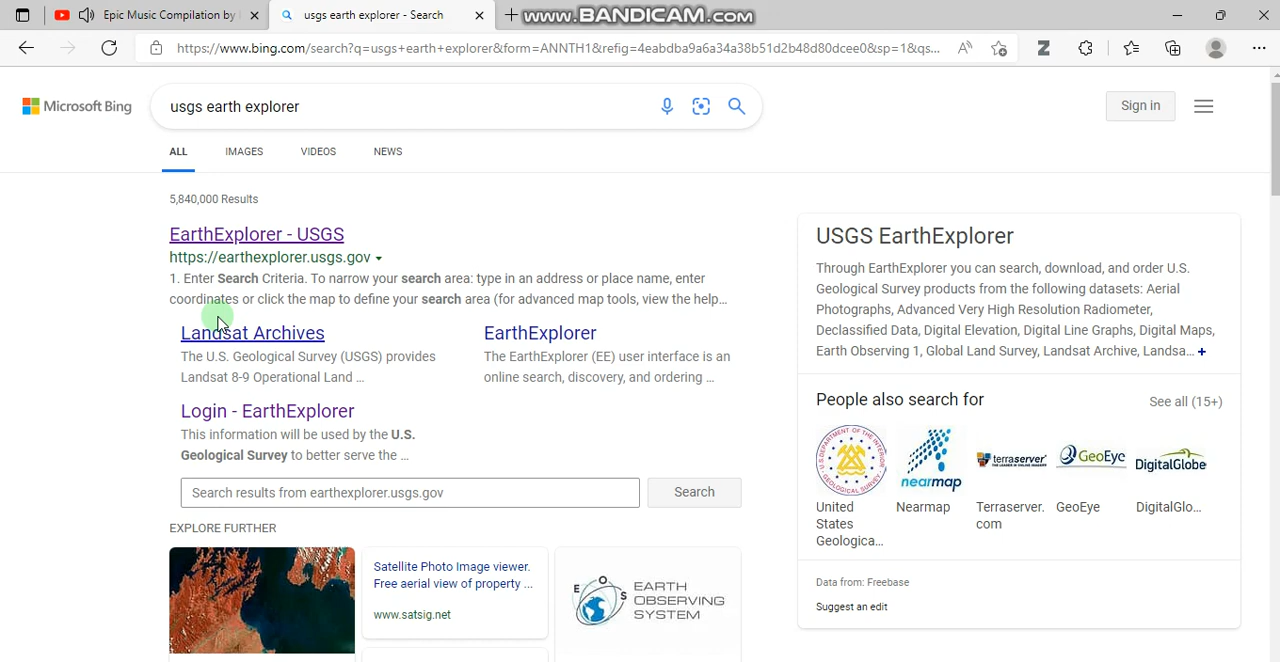 Epic Music Compilation by
usgs earth explorer - Search
www.BANDICAM.com
https://www.bing.com/search?q=usgs+earth+explorer&form=ANNTH1&refig=4eabdba9a6a34a38b51d2b48d80dcee0&sp=1&qs...
Microsoft Bing
usgs earth explorer
Sign in
ALL IMAGES VIDEOS NEWS
5,840,000 Results
EarthExplorer - USGS
https://earthexplorer.usgs.gov
1. Enter Search Criteria. To narrow your search area: type in an address or place name, enter
coordinates or click the map to define your search area (for advanced map tools, view the help...
Landsat Archives
The U.S. Geological Survey (USGS) provides
Landsat 8-9 Operational Land ...
EarthExplorer
The EarthExplorer (EE) user interface is an
online search, discovery, and ordering ...
Login - EarthExplorer
This information will be used by the U.S.
Geological Survey to better serve the ...
Search results from earthexplorer.usgs.gov
Search
EXPLORE FURTHER
Satellite Photo Image viewer.
Free aerial view of property ...
www.satsig.net
EOS
EARTH
OBSERVING
SYSTEM
USGS EarthExplorer
Through EarthExplorer you can search, download, and order U.S.
Geological Survey products from the following datasets: Aerial
Photographs, Advanced Very High Resolution Radiometer,
Declassified Data, Digital Elevation, Digital Line Graphs, Digital Maps,
Earth Observing 1, Global Land Survey, Landsat Archive, Landsa... +
People also search for
See all (15+)
nearmap
terraserver
GeoEye
DIGITALGLOBE
United
States
Geologica...
Nearmap
Terraserver.
com
GeoEye
DigitalGlo...
Data from: Freebase
Suggest an edit